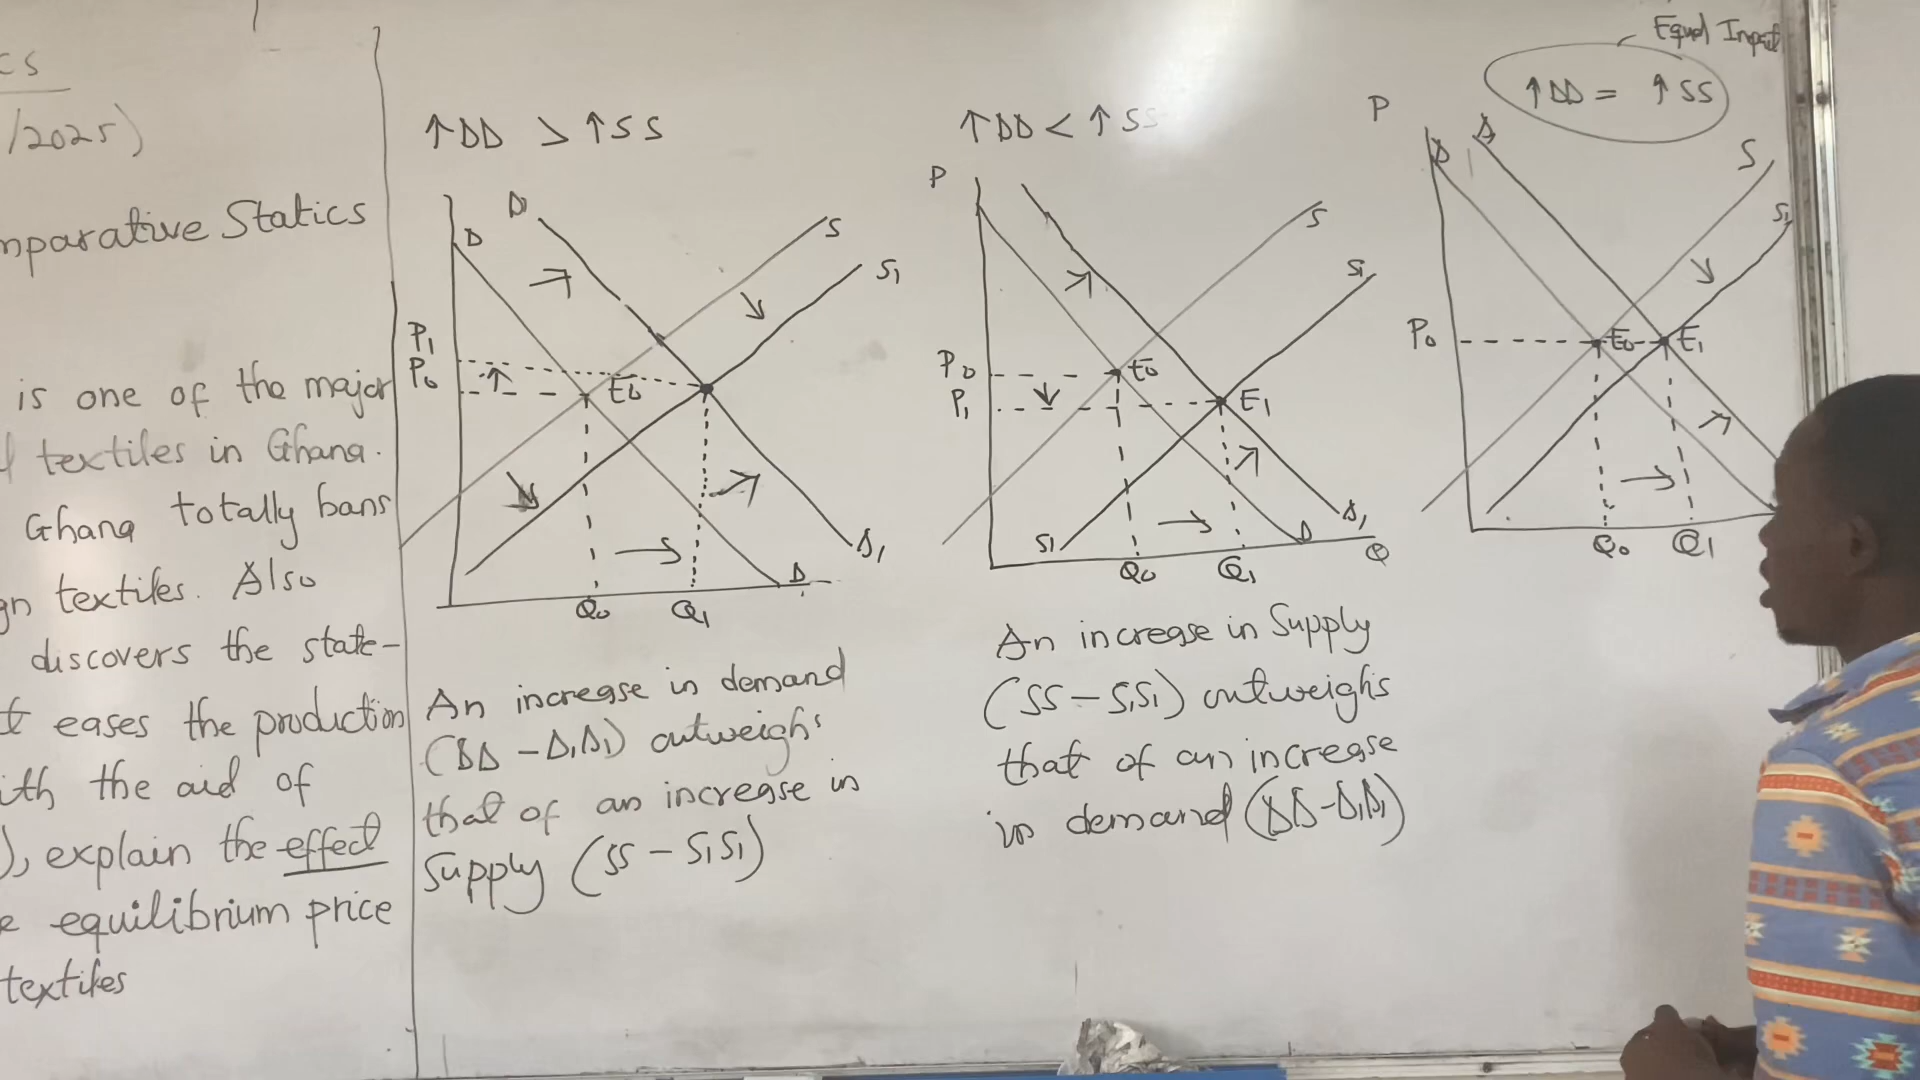 cs
/2025)
mparative Statics
is one of the major
textiles in Ghana.
Ghana totally bans
gn textiles. Also
discovers the state-
eases the production
ith the aid of
), explain the effect
equilibrium price
textiles
↑DD > ↑SS
D
D
S
S1
P1
P0
E0
Q0
Q1
D
D1
An increase in demand
(DD - D1D1) outweighs
that of an increase in
Supply (SS - S1S1)
↑DD < ↑SS
P
S
S1
P0
E0
P1
E1
S1
D
D1
Q0
Q1
Q
An increase in Supply
(SS - S1S1) outweighs
that of an increase
in demand (DD - D1D1)
Equal Input
↑DD = ↑SS
P
D
D1
S
S1
P0
E0
E1
Q0
Q1